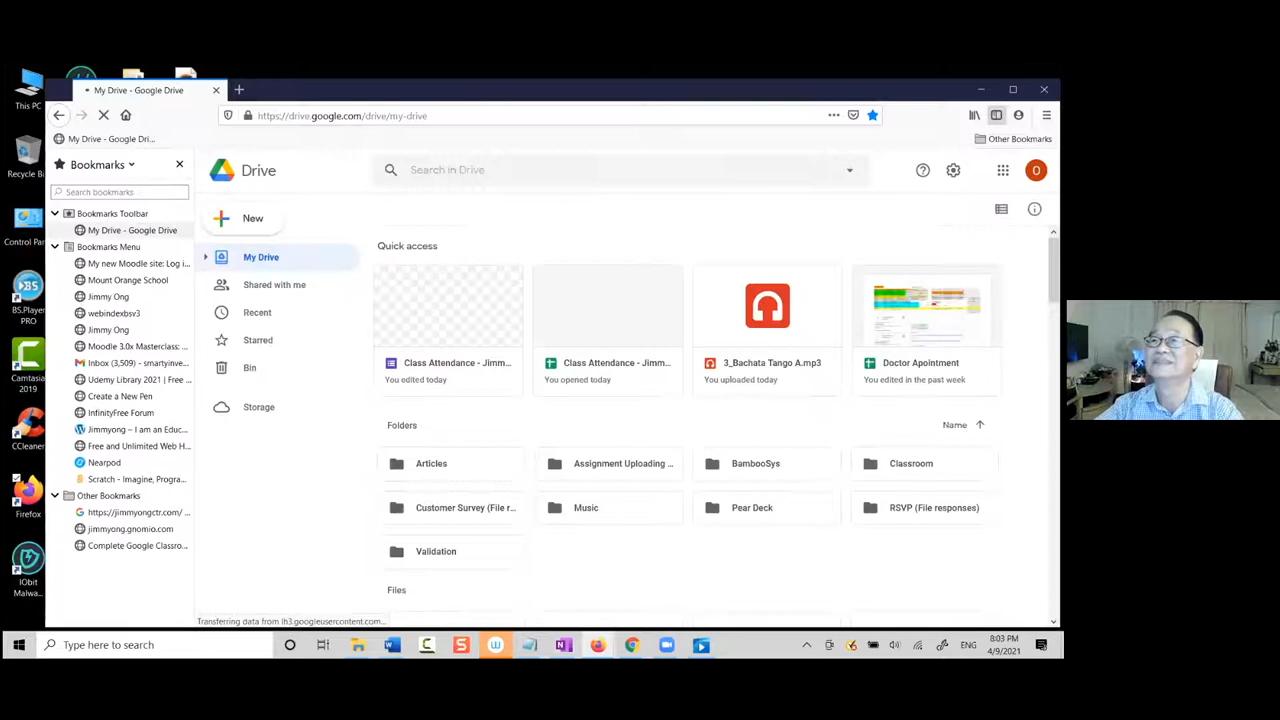 My Drive - Google Drive
https://drive.google.com/drive/my-drive
My Drive - Google Dri...
Other Bookmarks
This PC
Recycle B
Control Pan
BS.Player
PRO
Camtasia
2019
CCleaner
Firefox
IObit
Malwa...
Bookmarks
Search bookmarks
Bookmarks Toolbar
My Drive - Google Drive
Bookmarks Menu
My new Moodle site: Log i...
Mount Orange School
Jimmy Ong
webindexbsv3
Jimmy Ong
Moodle 3.0x Masterclass: ...
Inbox (3,509) – smartyinve...
Udemy Library 2021 | Free ...
Create a New Pen
InfinityFree Forum
Jimmyong – I am an Educ...
Free and Unlimited Web H...
Nearpod
Scratch - Imagine, Progra...
Other Bookmarks
https://jimmyongctr.com/ ...
jimmyong.gnomio.com
Complete Google Classro...
Drive
Search in Drive
O
New
My Drive
Shared with me
Recent
Starred
Bin
Storage
Quick access
Class Attendance - Jimm...
You edited today
Class Attendance - Jimm...
You opened today
3_Bachata Tango A.mp3
You uploaded today
Doctor Apointment
You edited in the past week
Folders
Name
Articles
Assignment Uploading ...
BambooSys
Classroom
Customer Survey (File r...
Music
Pear Deck
RSVP (File responses)
Validation
Files
Transferring data from lh3.googleusercontent.com...
Type here to search
ENG
8:03 PM
4/9/2021